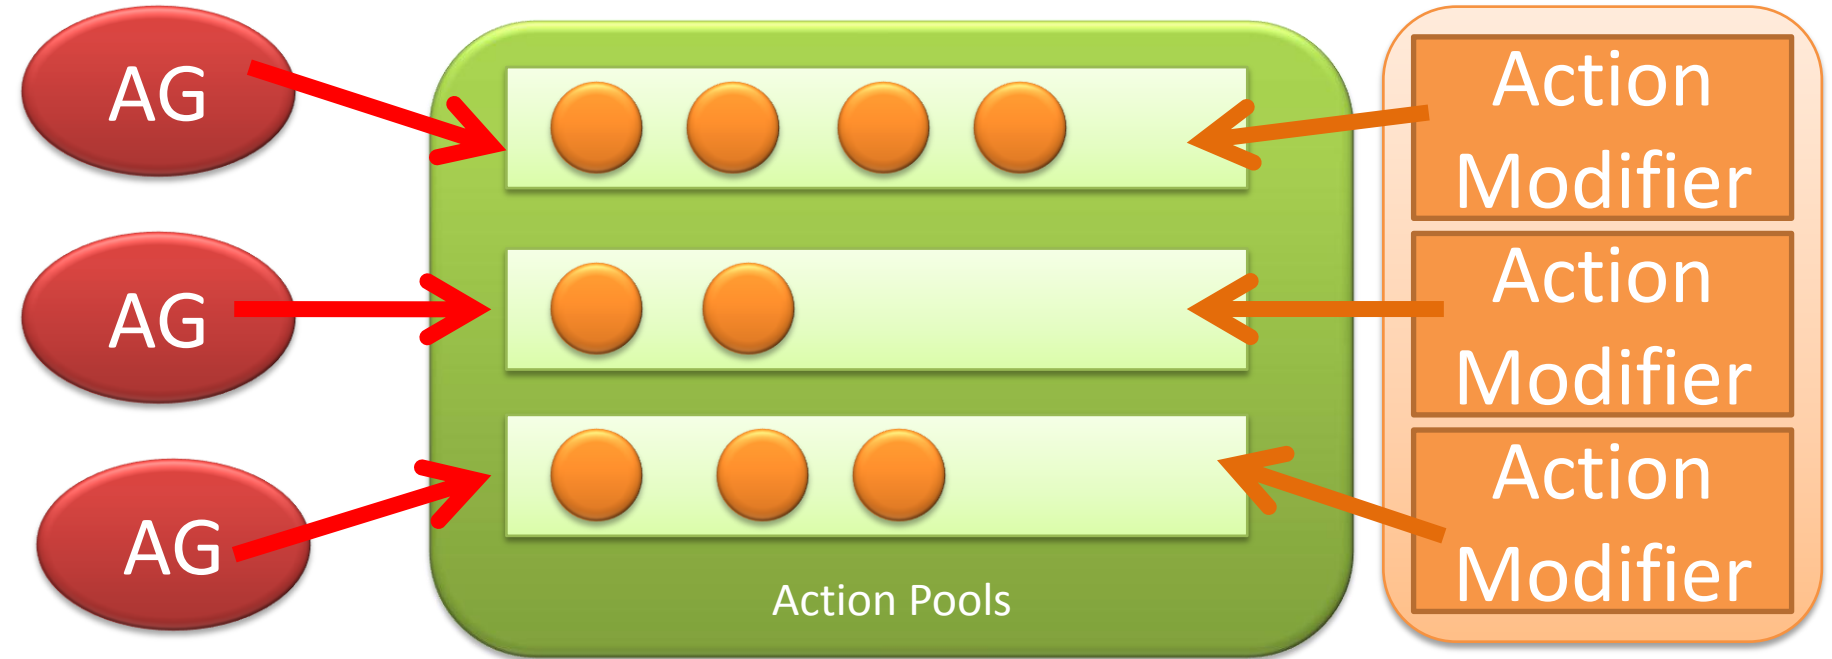 AG
AG
AG
Action Pools
Action
Modifier
Action
Modifier
Action
Modifier